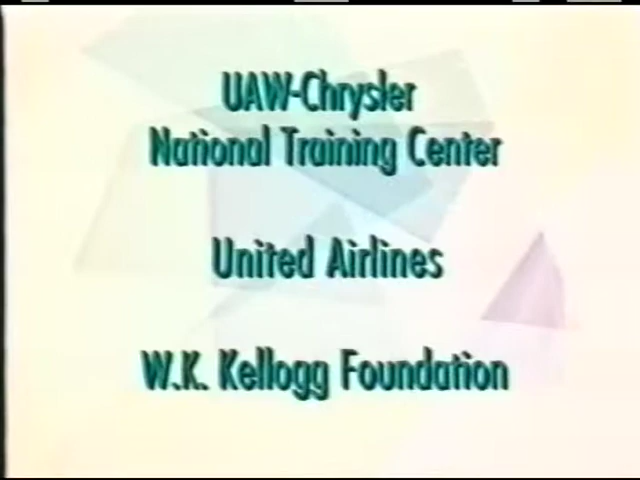 UAW-Chrysler
National Training Center
United Airlines
W.K. Kellogg Foundation